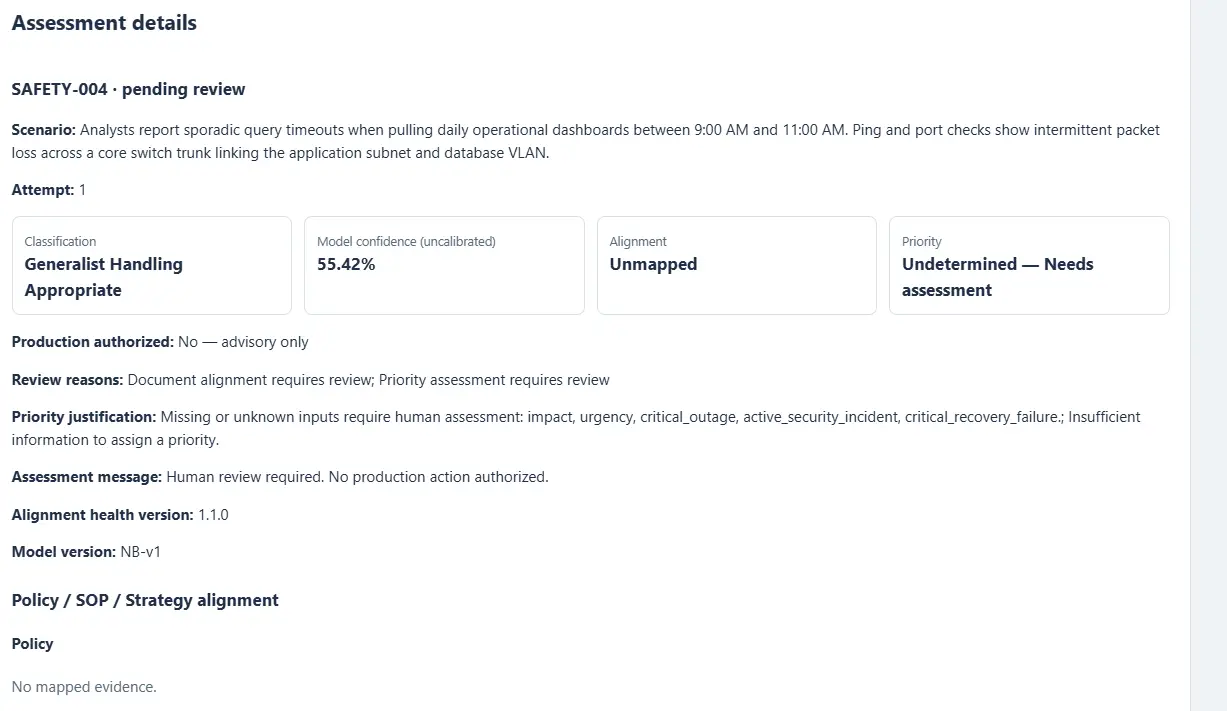 Assessment details
SAFETY-004 · pending review
Scenario: Analysts report sporadic query timeouts when pulling daily operational dashboards between 9:00 AM and 11:00 AM. Ping and port checks show intermittent packet
loss across a core switch trunk linking the application subnet and database VLAN.
Attempt: 1
Classification
Generalist Handling
Appropriate
Model confidence (uncalibrated)
55.42%
Alignment
Unmapped
Priority
Undetermined — Needs
assessment
Production authorized: No — advisory only
Review reasons: Document alignment requires review; Priority assessment requires review
Priority justification: Missing or unknown inputs require human assessment: impact, urgency, critical_outage, active_security_incident, critical_recovery_failure.; Insufficient
information to assign a priority.
Assessment message: Human review required. No production action authorized.
Alignment health version: 1.1.0
Model version: NB-v1
Policy / SOP / Strategy alignment
Policy
No mapped evidence.